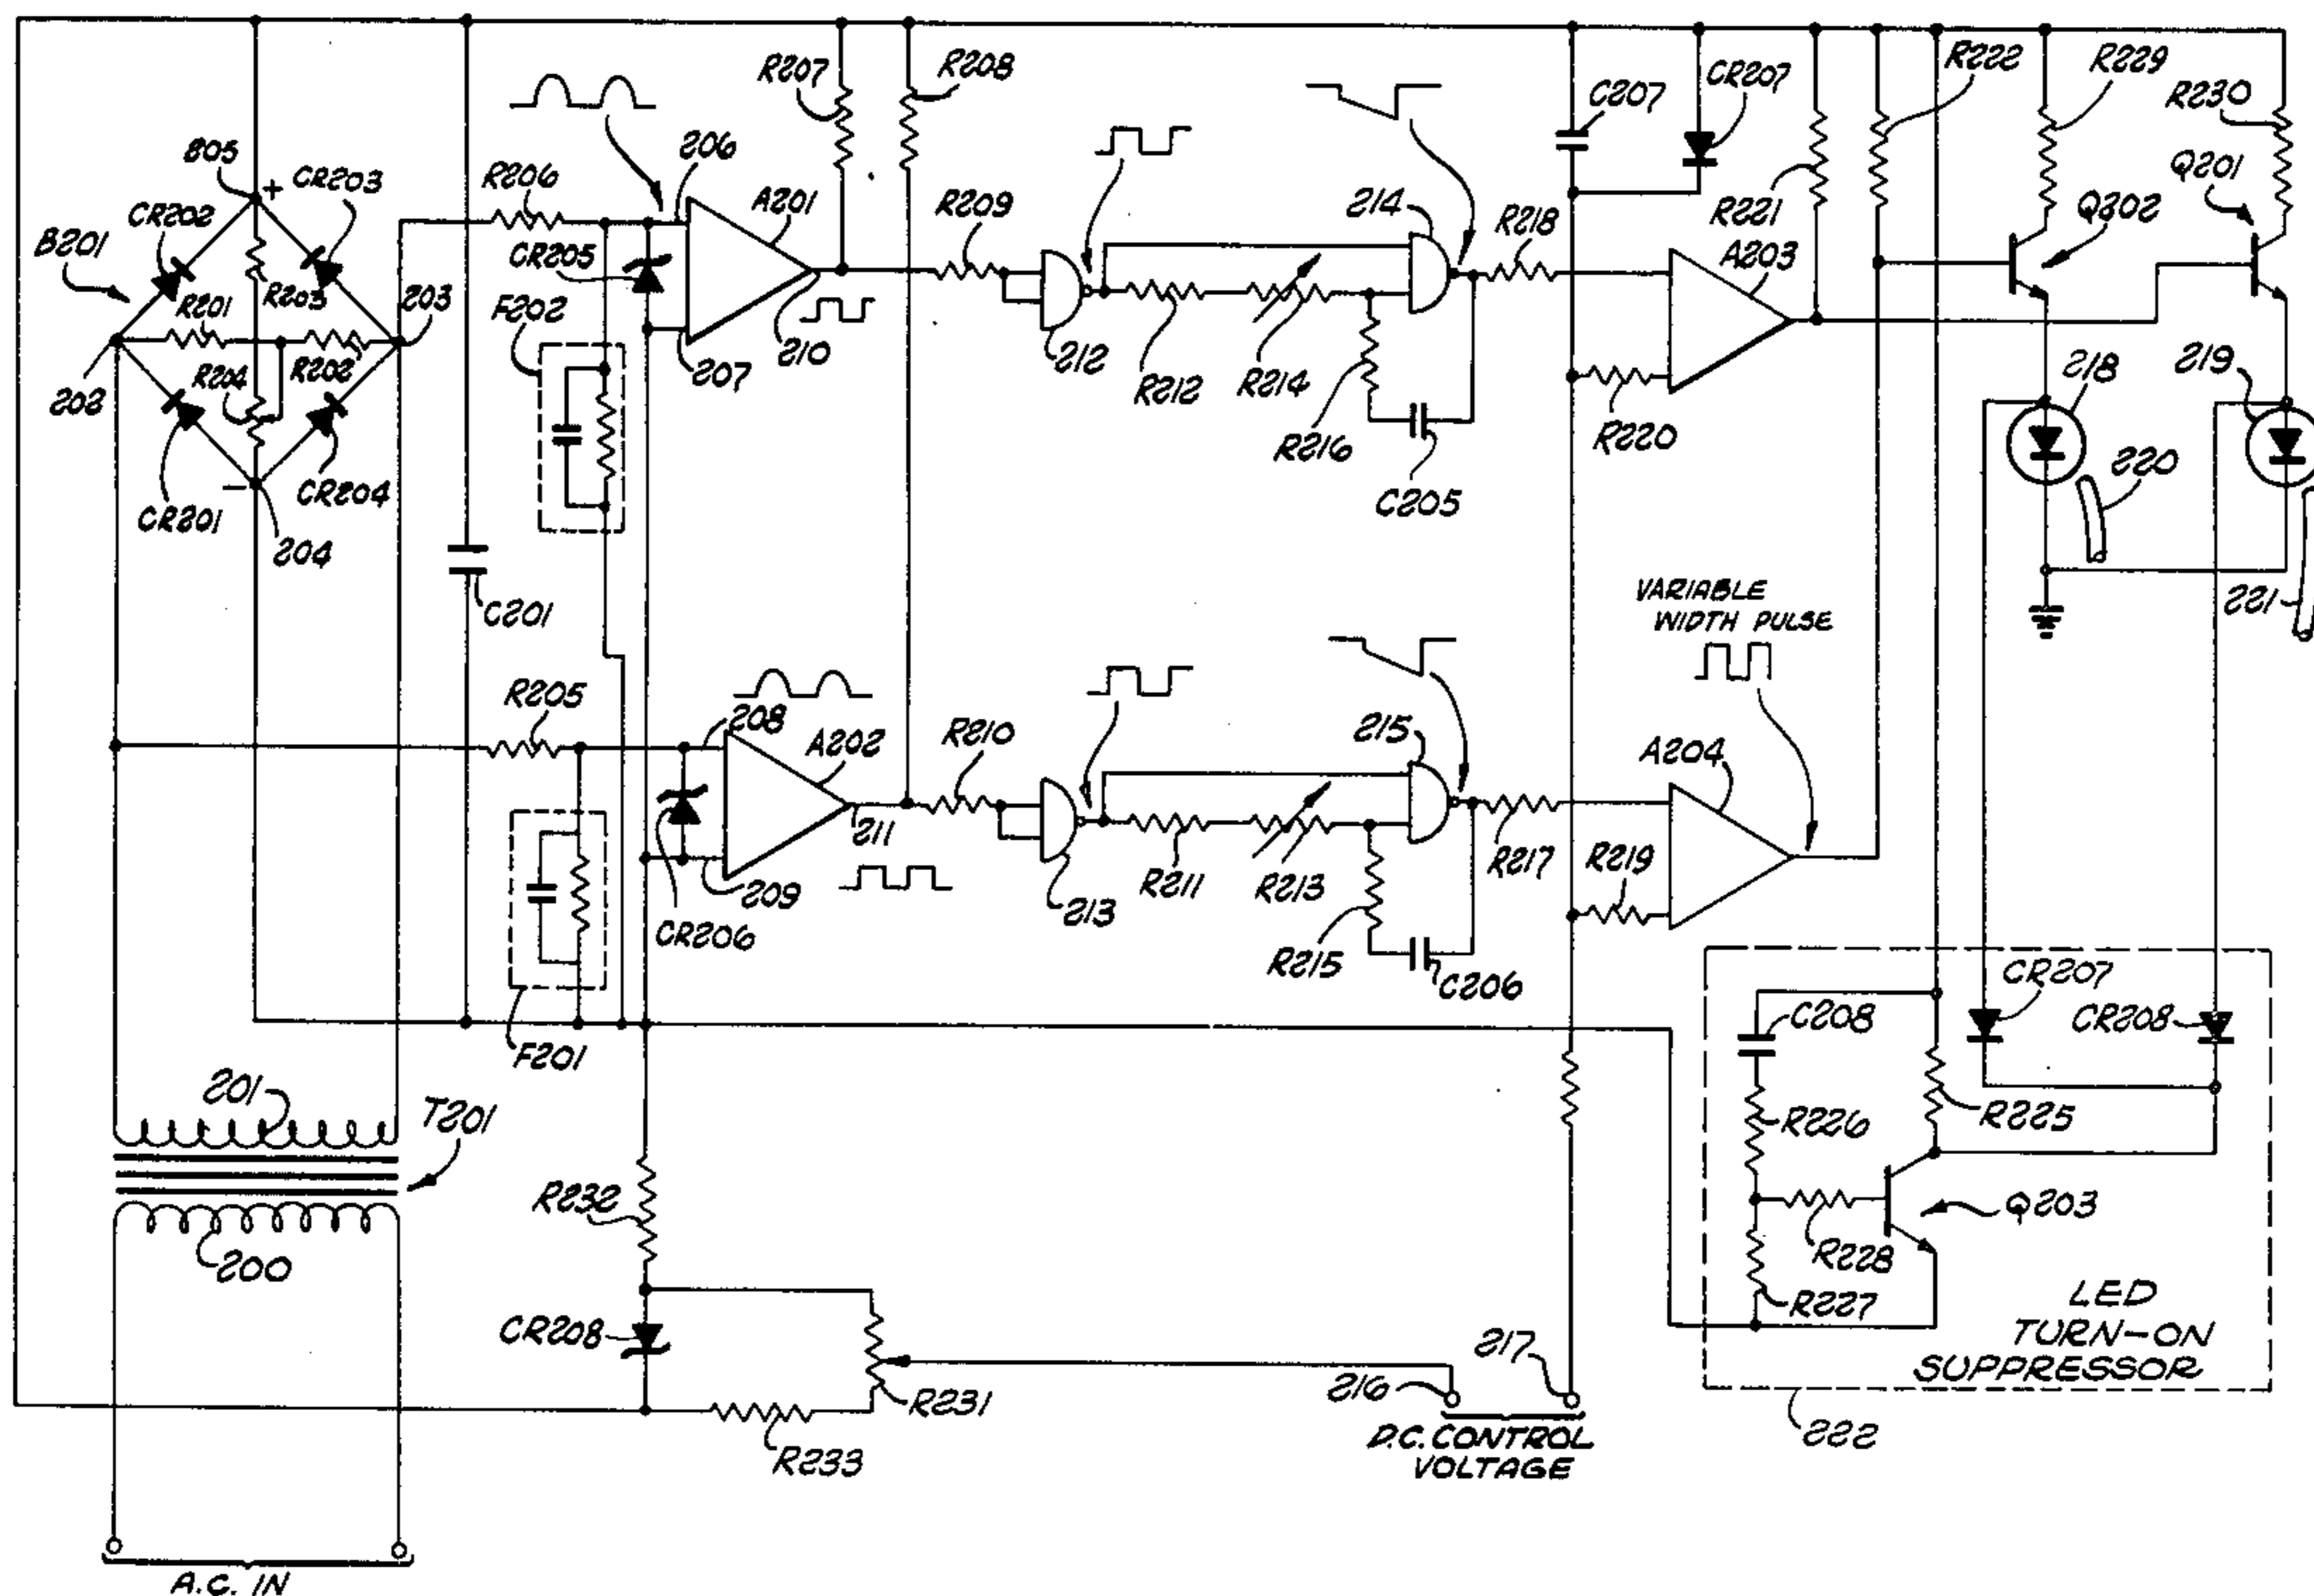 R207
R208
C207
CR207
R222
R229
R230
805
+
CR203
CR202
B201
R206
206
A201
R209
214
R218
R221
A203
Q202
Q201
CR205
R201
R203
203
F202
210
212
R212
R214
207
R204
R202
202
R220
218
219
R216
220
C205
CR201
-
CR204
204
C201
VARIABLE
WIDTH PULSE
221
R205
208
A202
R210
215
A204
211
R217
R219
209
213
R211
R213
CR206
R215
C206
F201
CR207
C208
CR208
201
T201
R226
R225
R232
200
Q203
R228
R227
LED
TURN-ON
SUPPRESSOR
CR208
R231
216
217
222
R233
D.C. CONTROL
VOLTAGE
A.C. IN